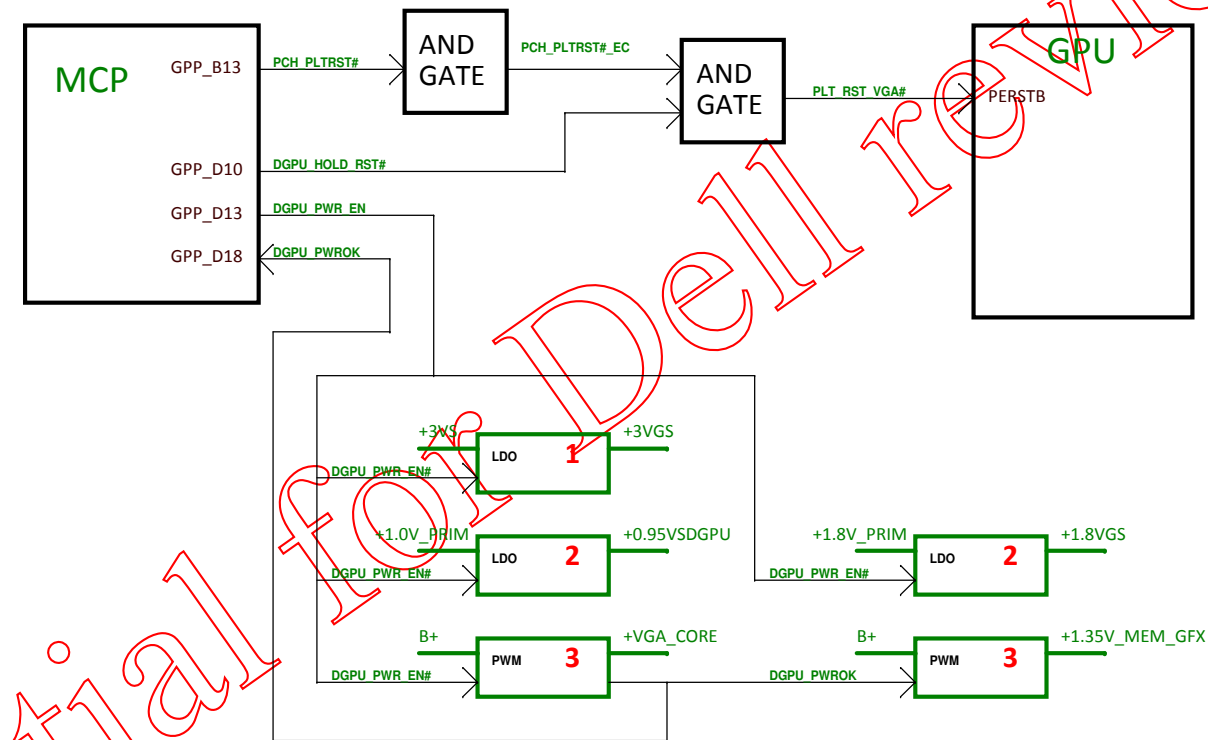 MCP
GPP_B13
PCH_PLTRST#
AND
GATE
PCH_PLTRST#_EC
AND
GATE
PLT_RST_VGA#
GPU
PERSTB
GPP_D10
DGPU_HOLD_RST#
GPP_D13
DGPU_PWR_EN
GPP_D18
DGPU_PWROK
+3VS
LDO
1
+3VGS
DGPU_PWR_EN#
+1.0V_PRIM
LDO
2
+0.95VSDGPU
DGPU_PWR_EN#
+1.8V_PRIM
LDO
2
+1.8VGS
DGPU_PWR_EN#
B+
PWM
3
+VGA_CORE
DGPU_PWR_EN#
B+
PWM
3
+1.35V_MEM_GFX
DGPU_PWROK
tial for Dell revie